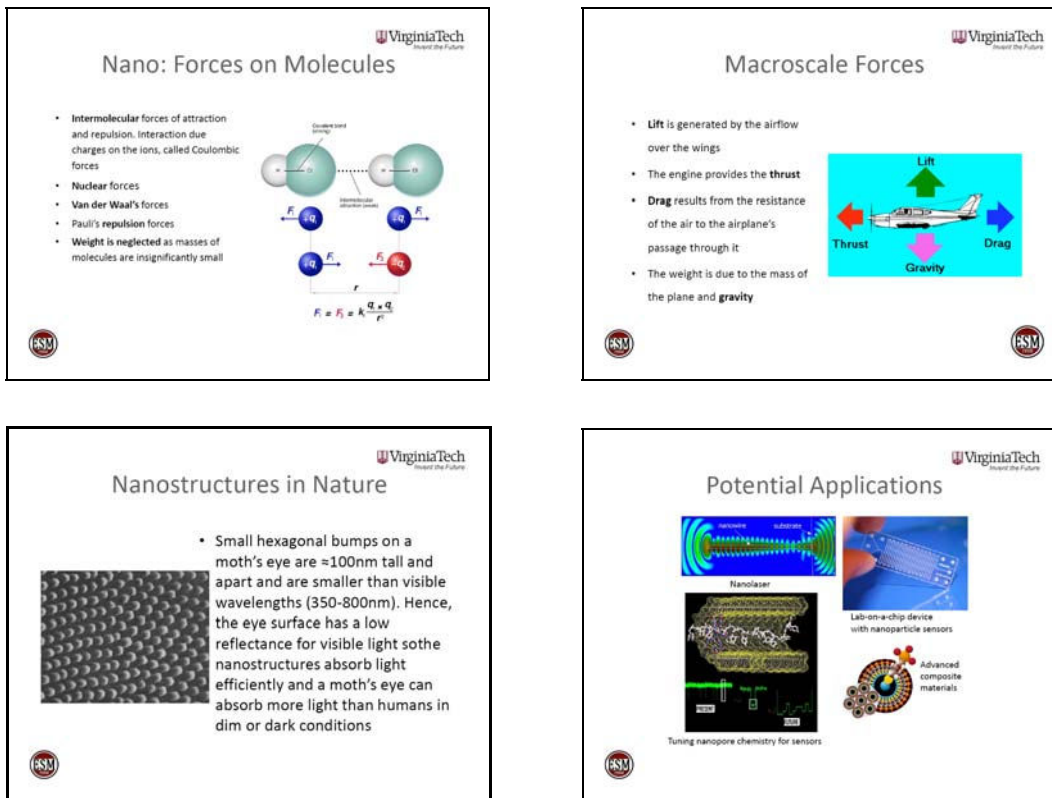 VirginiaTech
Invent the Future
Nano: Forces on Molecules
• Intermolecular forces of attraction
and repulsion. Interaction due
charges on the ions, called Coulombic
forces
• Nuclear forces
• Van der Waal's forces
• Pauli's repulsion forces
• Weight is neglected as masses of
molecules are insignificantly small
Covalent bond
(strong)
H
Cl
H
Cl
Intermolecular
attraction (weak)
r
ESM
VirginiaTech
Invent the Future
Macroscale Forces
• Lift is generated by the airflow
over the wings
• The engine provides the thrust
• Drag results from the resistance
of the air to the airplane's
passage through it
• The weight is due to the mass of
the plane and gravity
Lift
Thrust
Drag
Gravity
ESM
ESM
VirginiaTech
Invent the Future
Nanostructures in Nature
• Small hexagonal bumps on a
moth's eye are ≈100nm tall and
apart and are smaller than visible
wavelengths (350-800nm). Hence,
the eye surface has a low
reflectance for visible light sothe
nanostructures absorb light
efficiently and a moth's eye can
absorb more light than humans in
dim or dark conditions
ESM
VirginiaTech
Invent the Future
Potential Applications
nanowire
substrate
Nanolaser
Lab-on-a-chip device
with nanoparticle sensors
Advanced
composite
materials
Tuning nanopore chemistry for sensors
ESM